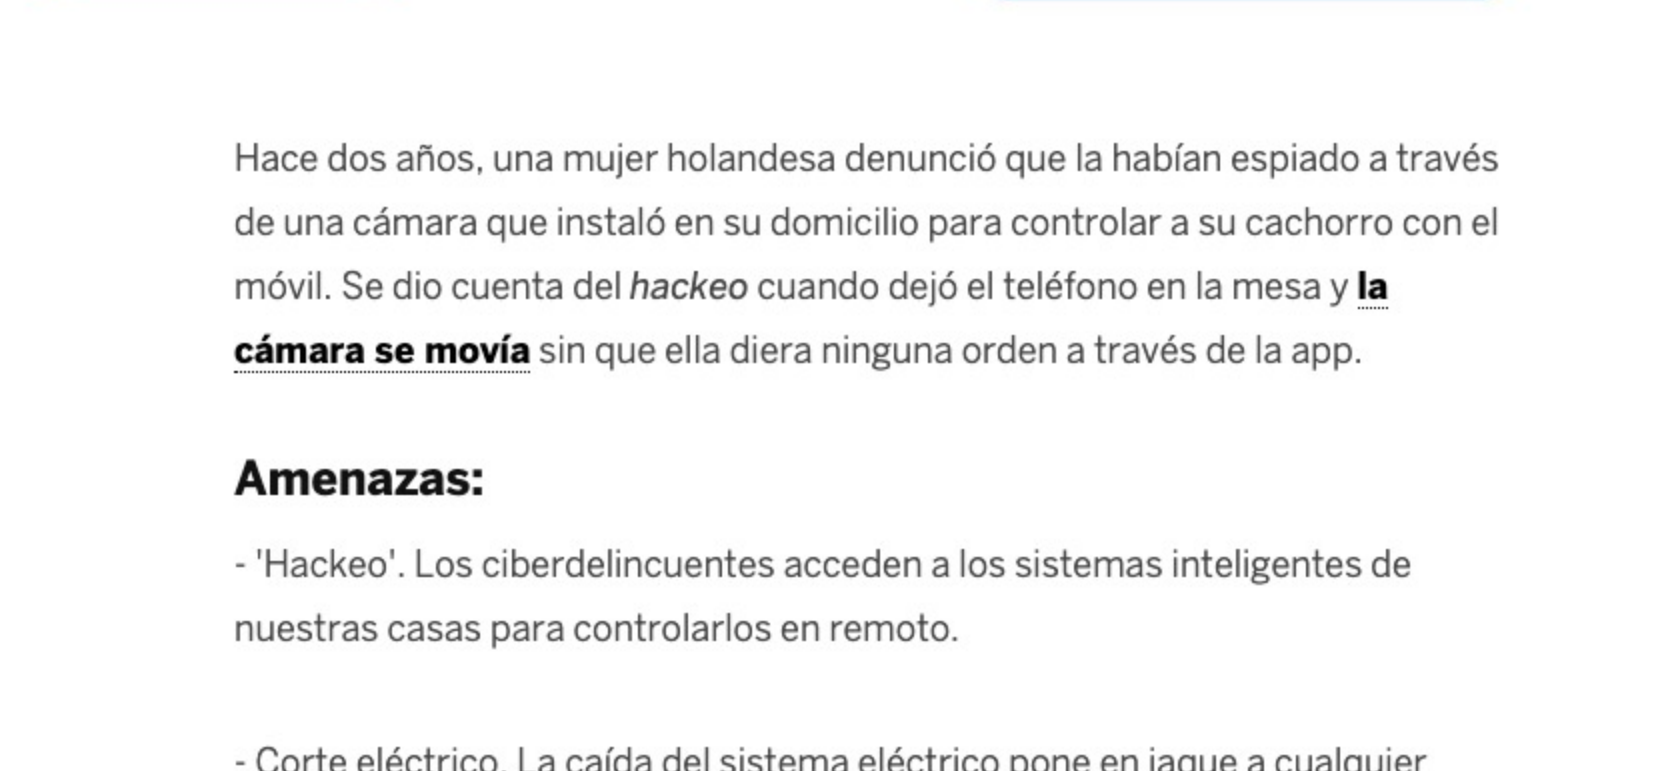 Hace dos años, una mujer holandesa denunció que la habían espiado a través
de una cámara que instaló en su domicilio para controlar a su cachorro con el
móvil. Se dio cuenta del hackeo cuando dejó el teléfono en la mesa y la
cámara se movía sin que ella diera ninguna orden a través de la app.
Amenazas:
- 'Hackeo'. Los ciberdelincuentes acceden a los sistemas inteligentes de
nuestras casas para controlarlos en remoto.
- Corte eléctrico. La caída del sistema eléctrico pone en jaque a cualquier